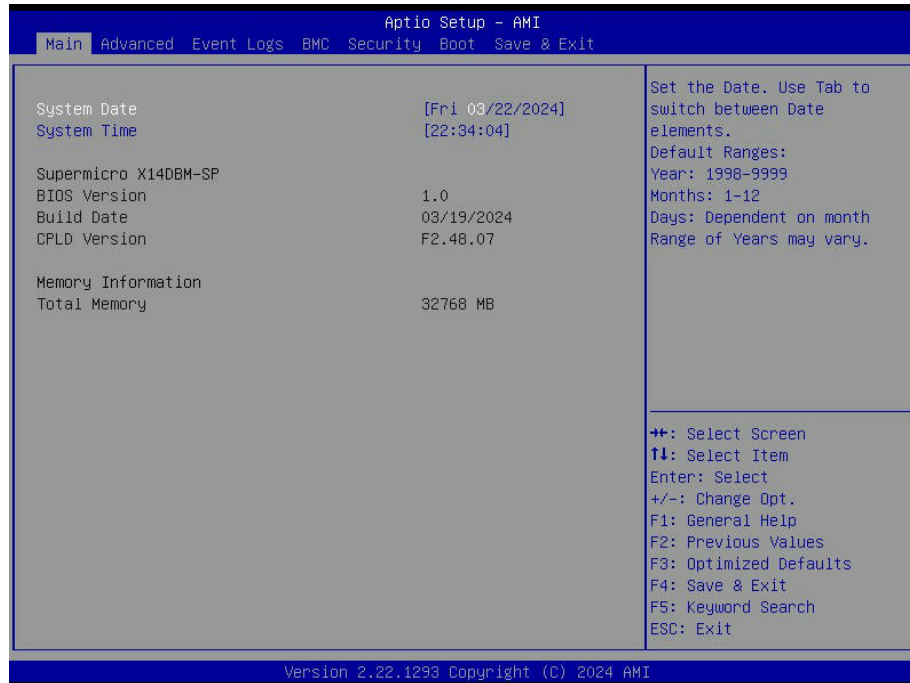 Aptio Setup – AMI
Main Advanced Event Logs BMC Security Boot Save & Exit
System Date [Fri 03/22/2024]
System Time [22:34:04]
Supermicro X14DBM-SP
BIOS Version 1.0
Build Date 03/19/2024
CPLD Version F2.48.07
Memory Information
Total Memory 32768 MB
Set the Date. Use Tab to
switch between Date
elements.
Default Ranges:
Year: 1998-9999
Months: 1-12
Days: Dependent on month
Range of Years may vary.
→←: Select Screen
↑↓: Select Item
Enter: Select
+/-: Change Opt.
F1: General Help
F2: Previous Values
F3: Optimized Defaults
F4: Save & Exit
F5: Keyword Search
ESC: Exit
Version 2.22.1293 Copyright (C) 2024 AMI